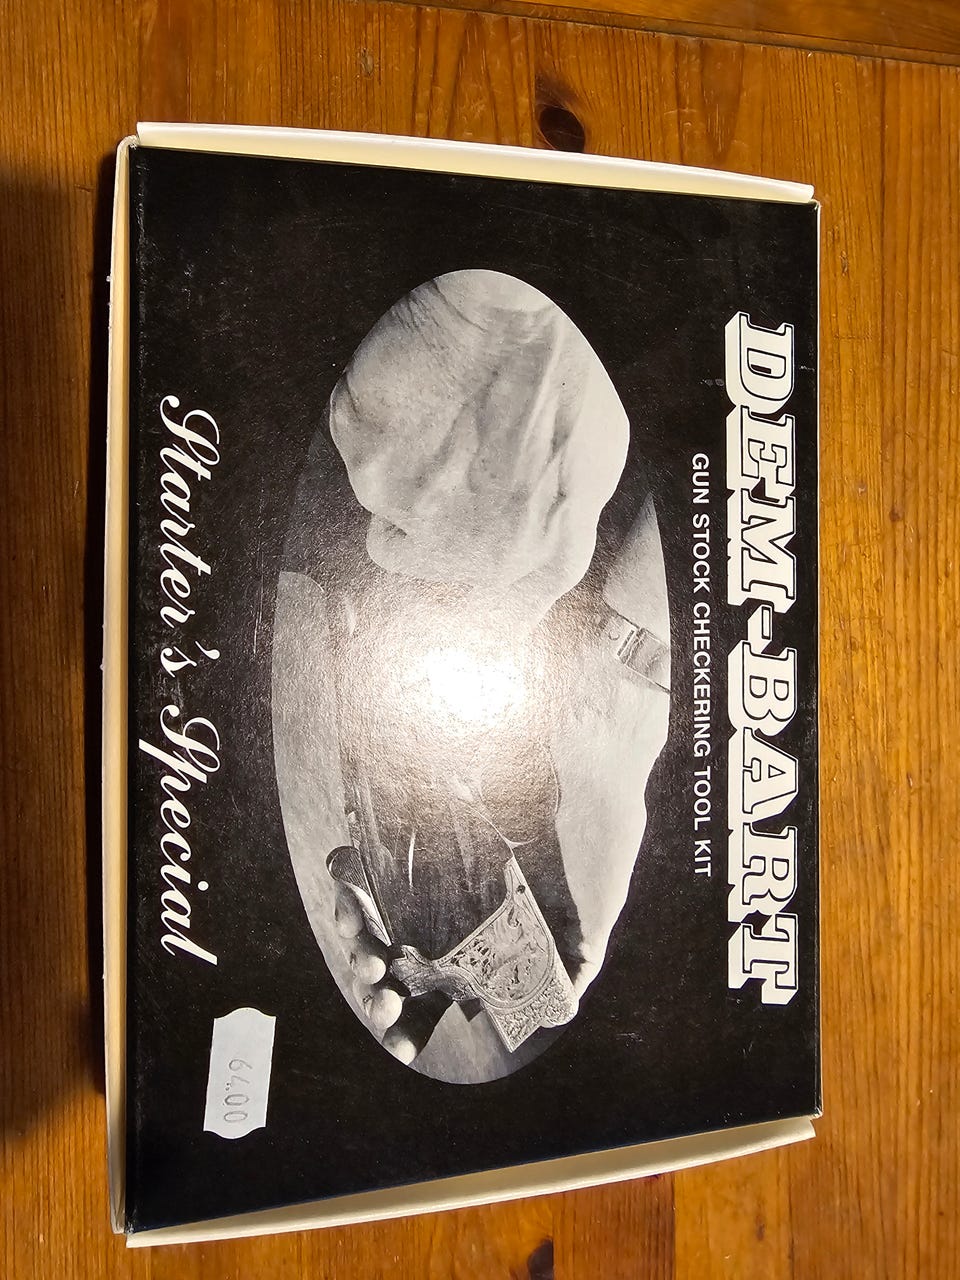 DEM-BART
GUN STOCK CHECKERING TOOL KIT
Starter's Special
64.00